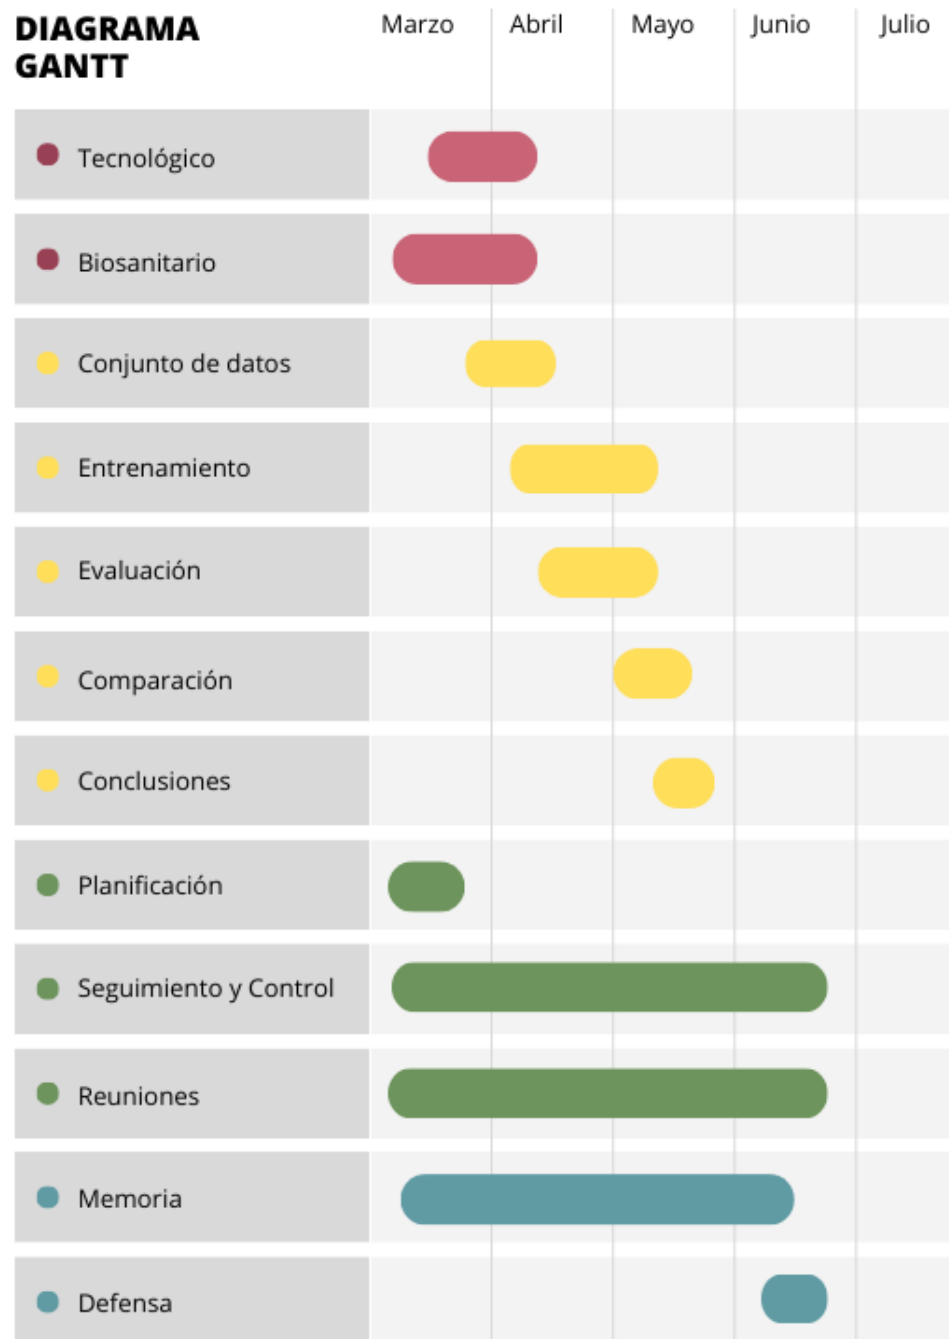 DIAGRAMA
GANTT
Marzo Abril Mayo Junio Julio
Tecnológico
Biosanitario
Conjunto de datos
Entrenamiento
Evaluación
Comparación
Conclusiones
Planificación
Seguimiento y Control
Reuniones
Memoria
Defensa